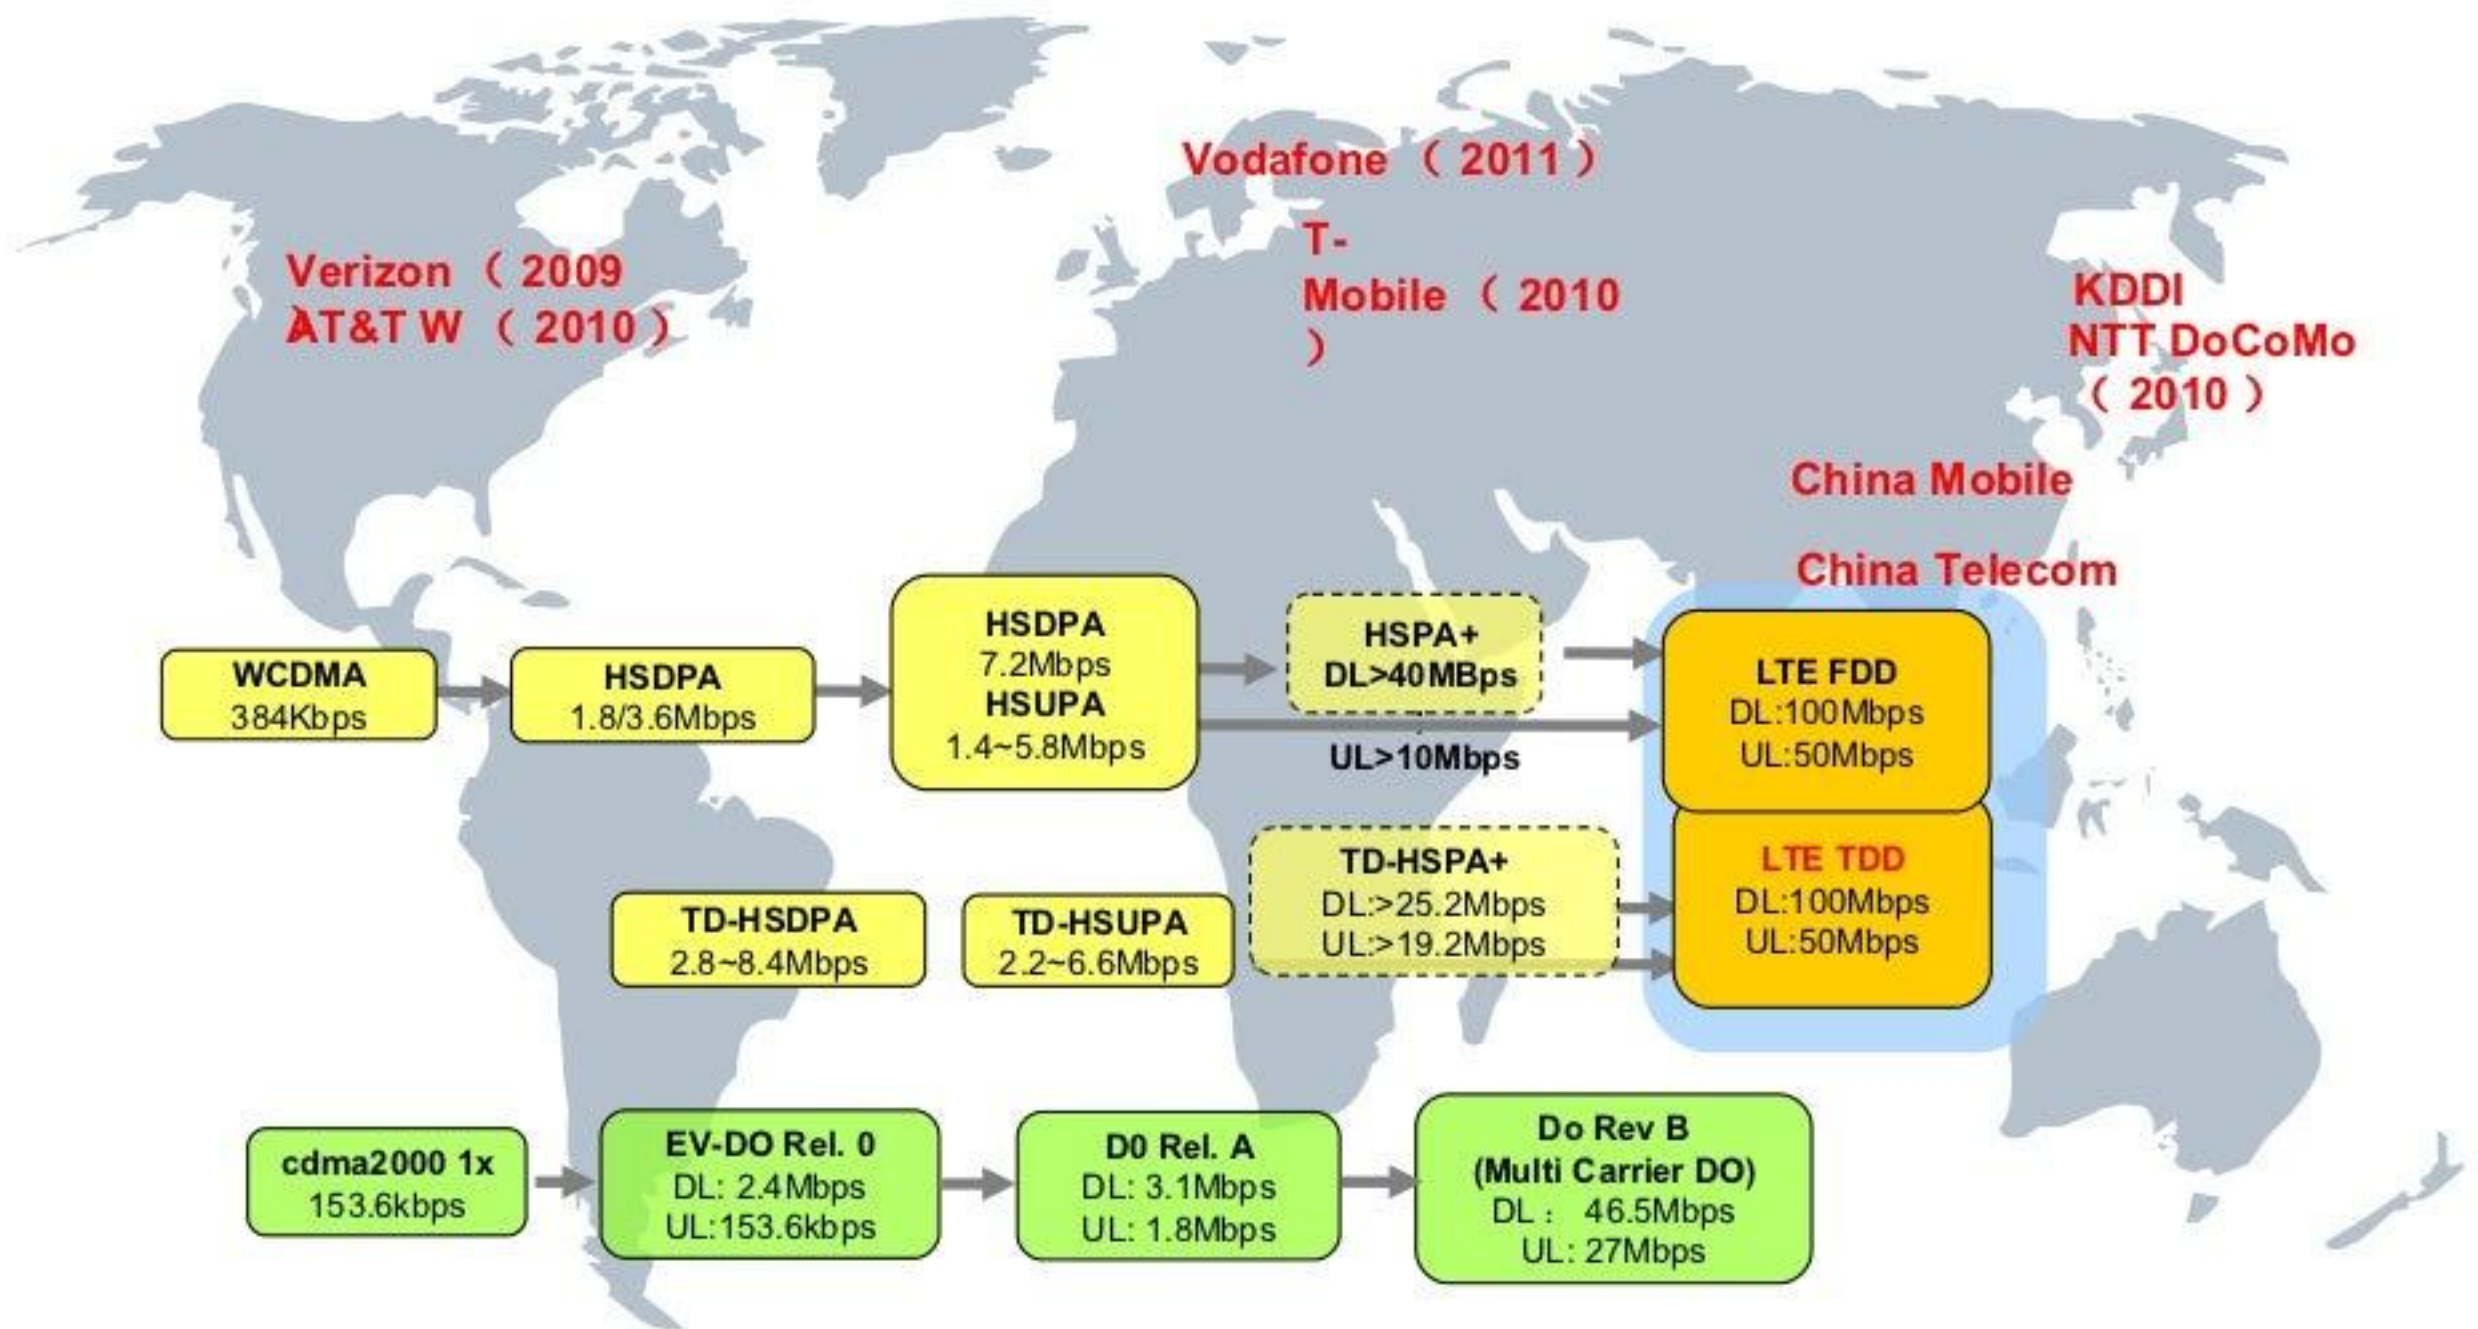 Vodafone （ 2011 ）
T-
Mobile （ 2010
）
Verizon （ 2009
）
AT&T W （ 2010 ）
KDDI
NTT DoCoMo
（ 2010 ）
China Mobile
China Telecom
WCDMA
384Kbps
HSDPA
1.8/3.6Mbps
HSDPA
7.2Mbps
HSUPA
1.4~5.8Mbps
HSPA+
DL>40MBps
UL>10Mbps
LTE FDD
DL:100Mbps
UL:50Mbps
TD-HSDPA
2.8~8.4Mbps
TD-HSUPA
2.2~6.6Mbps
TD-HSPA+
DL:>25.2Mbps
UL:>19.2Mbps
LTE TDD
DL:100Mbps
UL:50Mbps
cdma2000 1x
153.6kbps
EV-DO Rel. 0
DL: 2.4Mbps
UL:153.6kbps
D0 Rel. A
DL: 3.1Mbps
UL: 1.8Mbps
Do Rev B
(Multi Carrier DO)
DL： 46.5Mbps
UL: 27Mbps